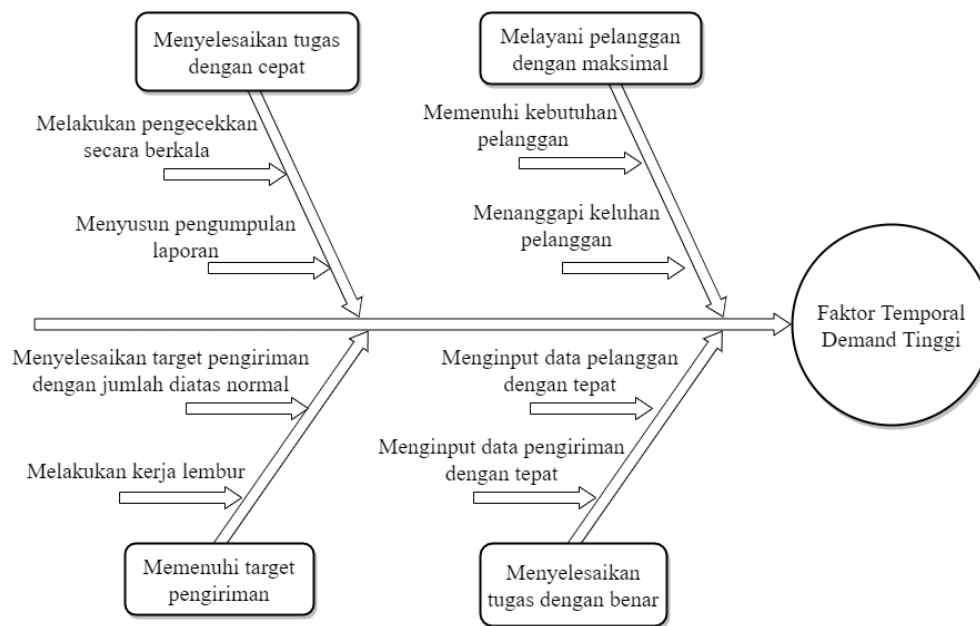 Menyelesaikan tugas
dengan cepat
Melayani pelanggan
dengan maksimal
Melakukan pengecekkan
secara berkala
Memenuhi kebutuhan
pelanggan
Menyusun pengumpulan
laporan
Menanggapi keluhan
pelanggan
Faktor Temporal
Demand Tinggi
Menyelesaikan target pengiriman
dengan jumlah diatas normal
Menginput data pelanggan
dengan tepat
Melakukan kerja lembur
Menginput data pengiriman
dengan tepat
Memenuhi target
pengiriman
Menyelesaikan
tugas dengan benar